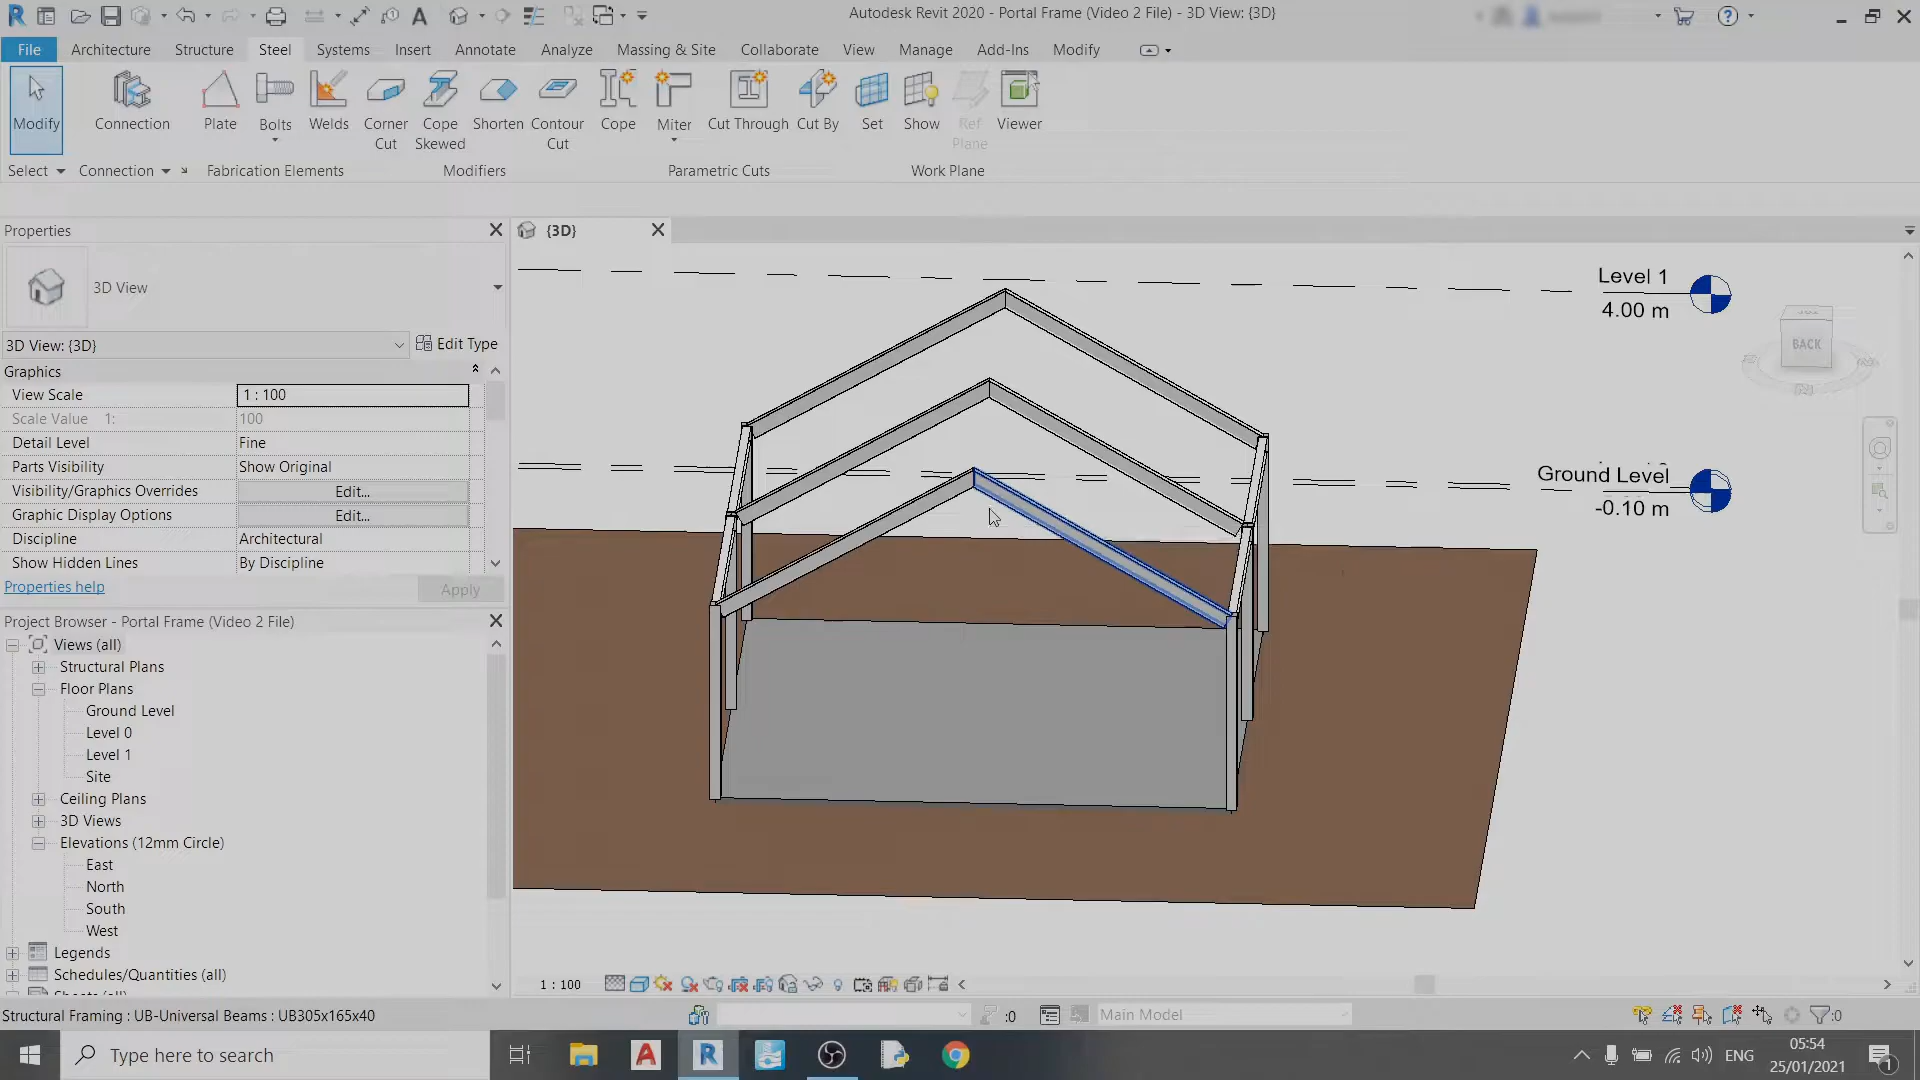 Autodesk Revit 2020 - Portal Frame (Video 2 File) - 3D View: {3D}
File Architecture Structure Steel Systems Insert Annotate Analyze Massing & Site Collaborate View Manage Add-Ins Modify
Modify Connection Plate Bolts Welds Corner Cut Cope Skewed Shorten Contour Cut Cope Miter Cut Through Cut By Set Show Ref Plane Viewer
Select Connection Fabrication Elements Modifiers Parametric Cuts Work Plane
Properties
{3D}
3D View
3D View: {3D} Edit Type
Graphics
View Scale 1 : 100
Scale Value 1: 100
Detail Level Fine
Parts Visibility Show Original
Visibility/Graphics Overrides Edit...
Graphic Display Options Edit...
Discipline Architectural
Show Hidden Lines By Discipline
Properties help Apply
Project Browser - Portal Frame (Video 2 File)
Views (all)
Structural Plans
Floor Plans
Ground Level
Level 0
Level 1
Site
Ceiling Plans
3D Views
Elevations (12mm Circle)
East
North
South
West
Legends
Schedules/Quantities (all)
Level 1
4.00 m
BACK
Ground Level
-0.10 m
1 : 100
Structural Framing : UB-Universal Beams : UB305x165x40
:0
Main Model
:0
Type here to search
ENG
05:54
25/01/2021
1